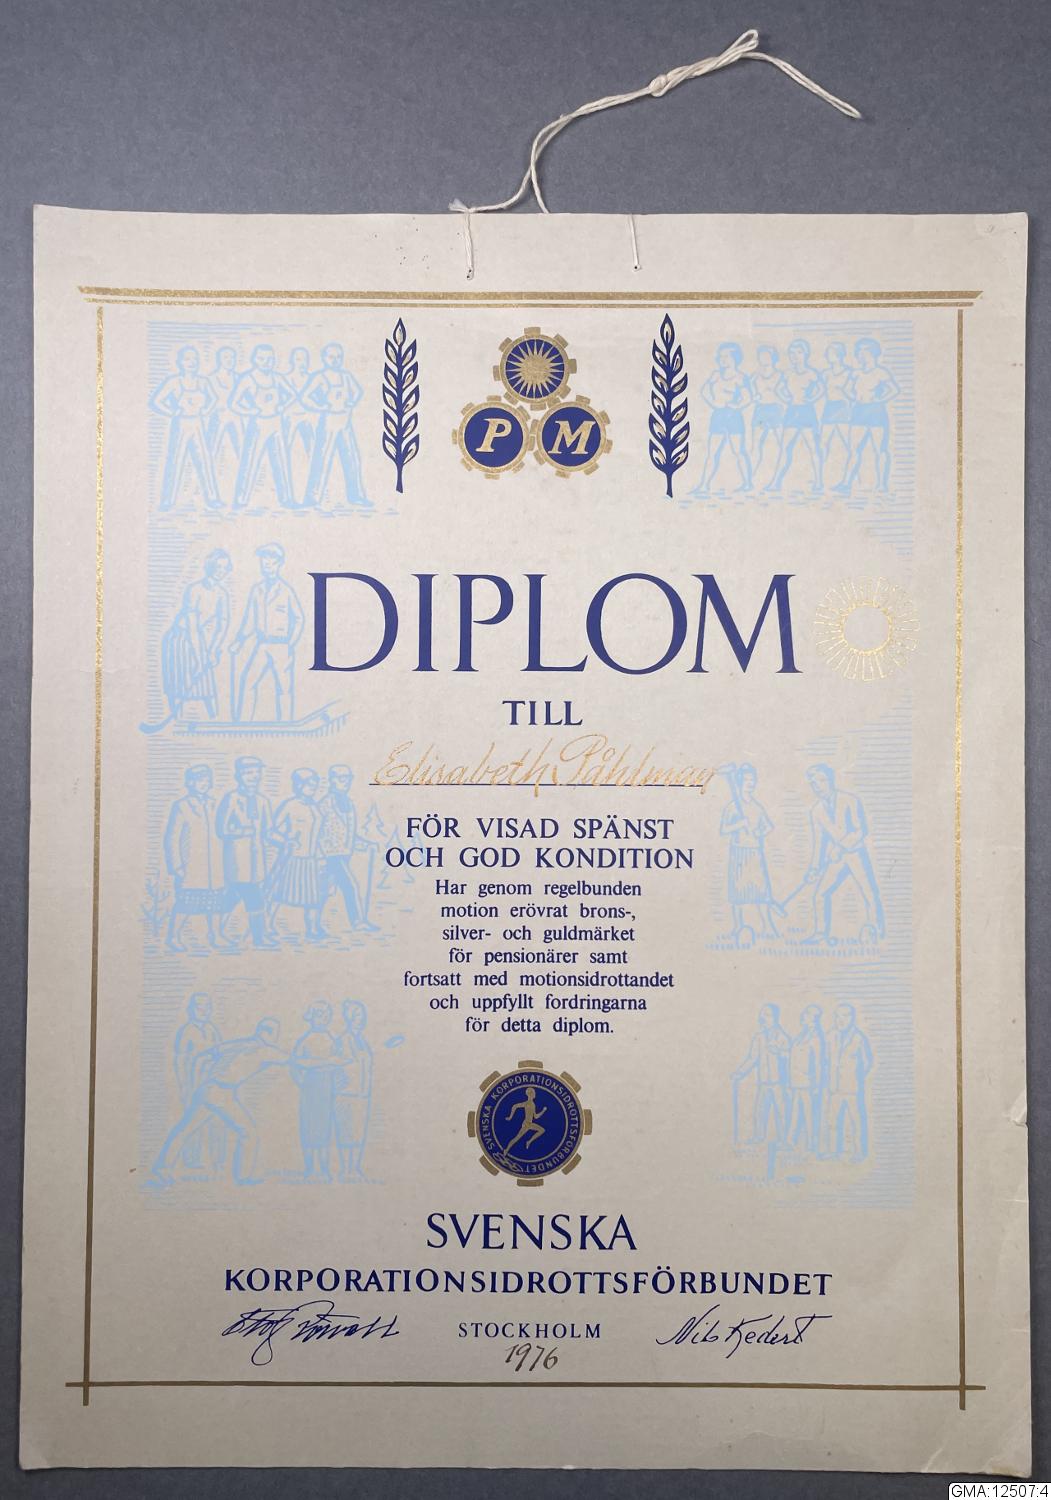 P M
DIPLOM
TILL
Elisabeth Påhlman
FÖR VISAD SPÄNST
OCH GOD KONDITION
Har genom regelbunden
motion erövrat brons-,
silver- och guldmärket
för pensionärer samt
fortsatt med motionsidrottandet
och uppfyllt fordringarna
för detta diplom.
SVENSKA KORPORATIONSIDROTTSFÖRBUNDET
SVENSKA
KORPORATIONSIDROTTSFÖRBUNDET
STOCKHOLM
Nils Kedert
1976
GMA:12507:4